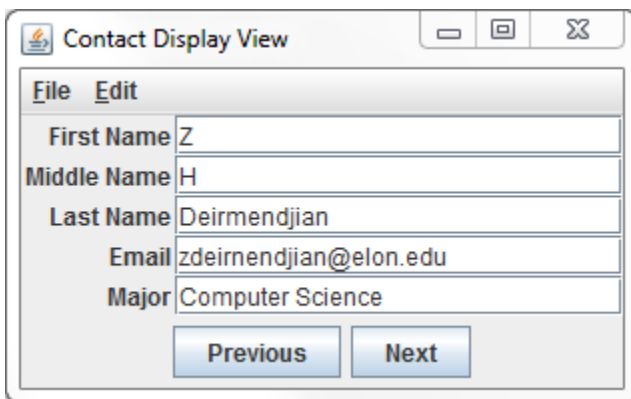 Contact Display View
File Edit
First Name Z
Middle Name H
Last Name Deirmendjian
Email zdeirnendjian@elon.edu
Major Computer Science
Previous Next